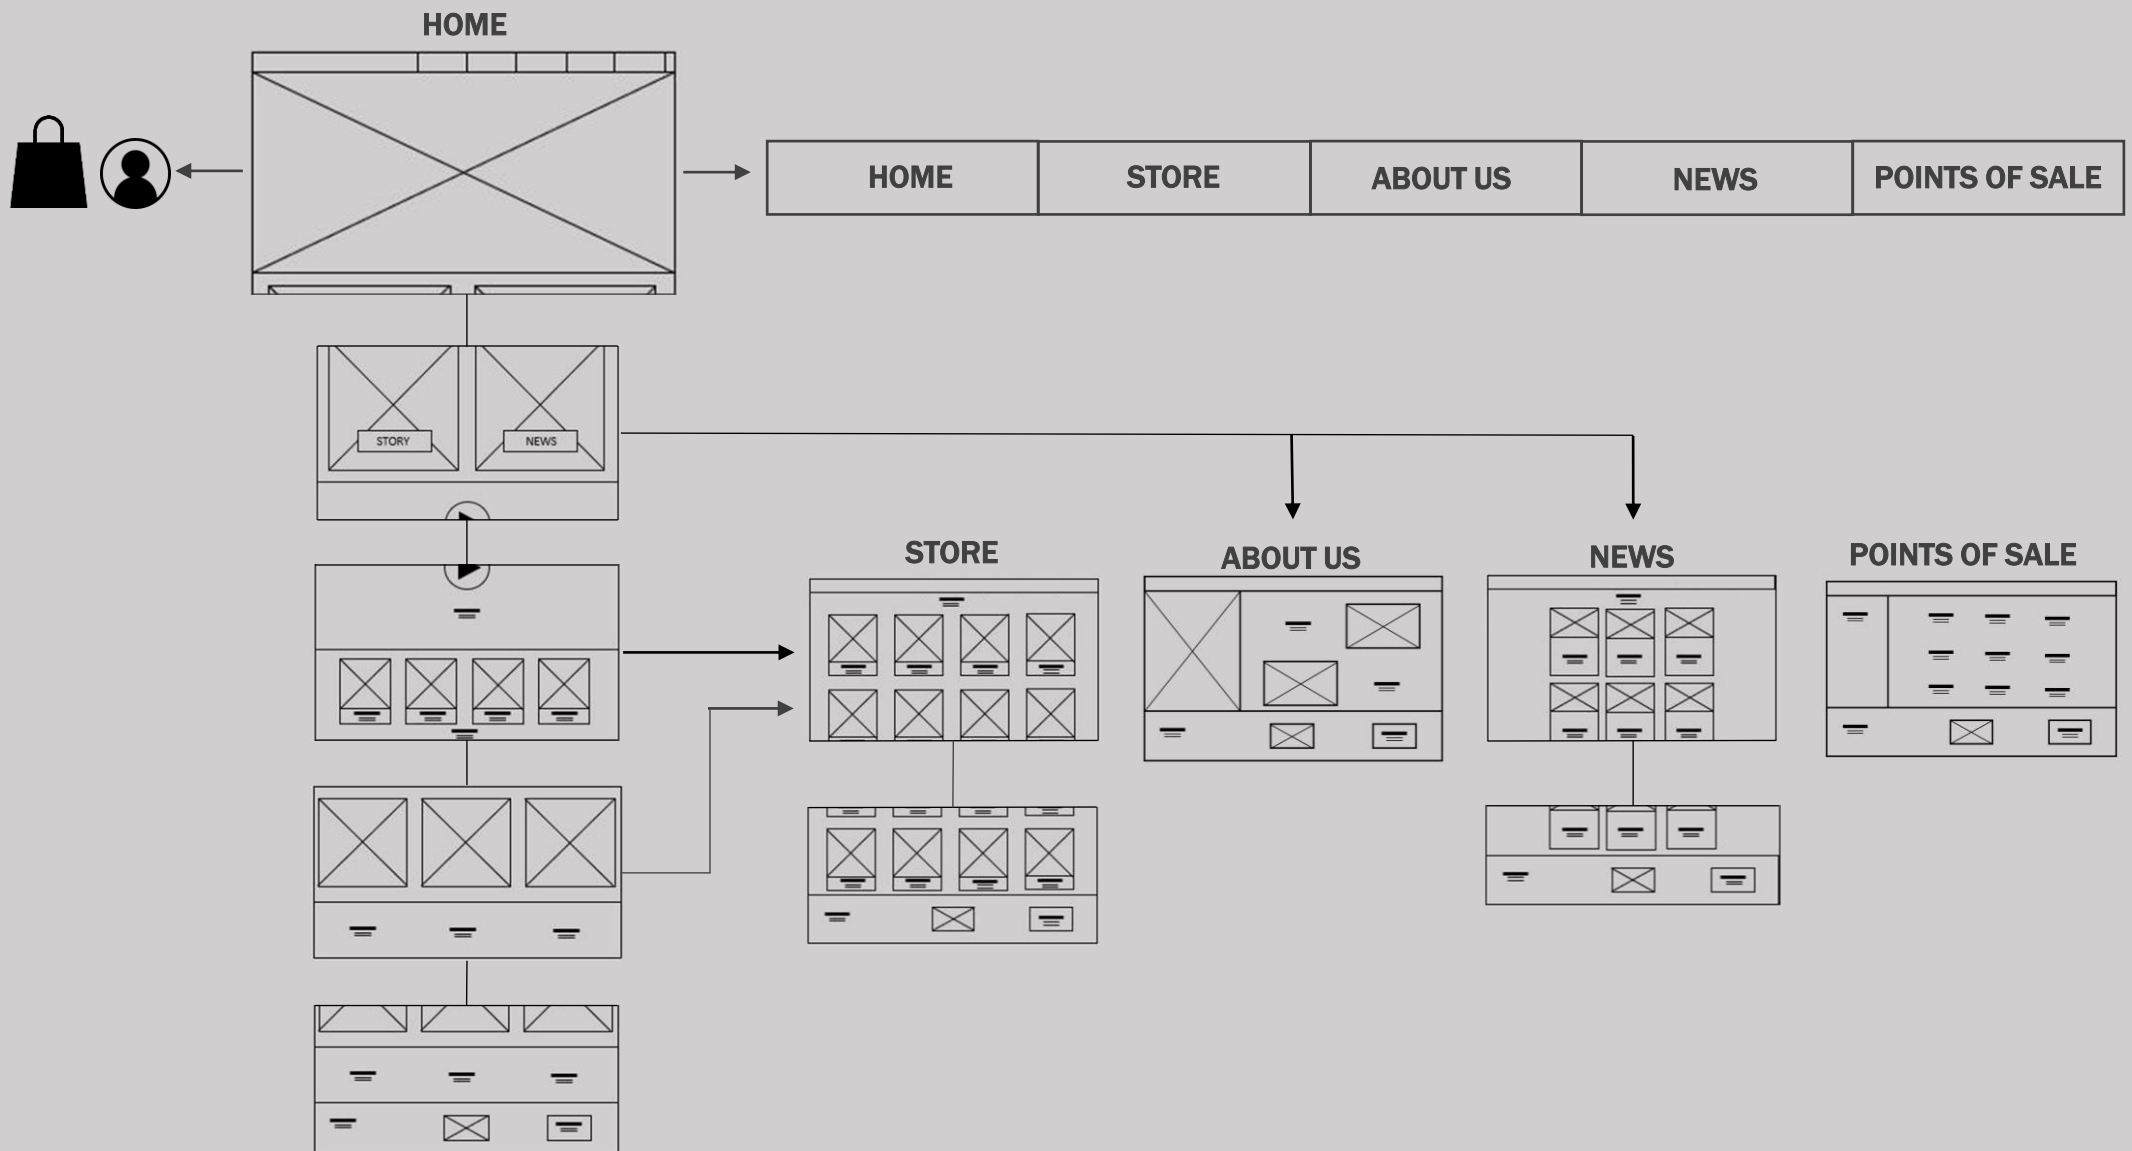 HOME
HOME
STORE
ABOUT US
NEWS
POINTS OF SALE
STORY
NEWS
STORE
ABOUT US
NEWS
POINTS OF SALE